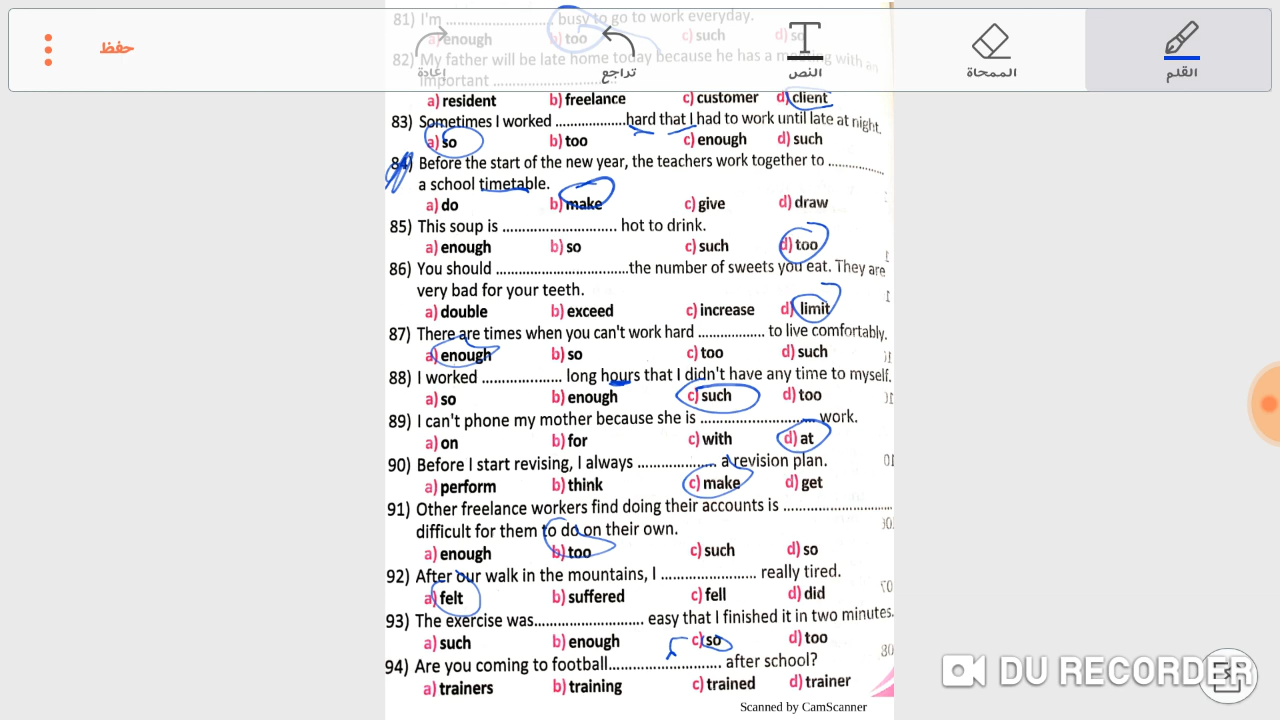 حفظ
إعادة
تراجع
النص
الممحاة
القلم
81) I'm ........................... busy to go to work everyday.
a) enough b) too c) such d) so
82) My father will be late home today because he has a meeting with an
important ...........................
a) resident b) freelance c) customer d) client
83) Sometimes I worked ..................hard that I had to work until late at night.
a) so b) too c) enough d) such
84) Before the start of the new year, the teachers work together to ..............
a school timetable.
a) do b) make c) give d) draw
85) This soup is ............................ hot to drink.
a) enough b) so c) such d) too
86) You should ................................the number of sweets you eat. They are
very bad for your teeth.
a) double b) exceed c) increase d) limit
87) There are times when you can't work hard ................. to live comfortably.
a) enough b) so c) too d) such
88) I worked .................... long hours that I didn't have any time to myself.
a) so b) enough c) such d) too
89) I can't phone my mother because she is ............................ work.
a) on b) for c) with d) at
90) Before I start revising, I always ................... a revision plan.
a) perform b) think c) make d) get
91) Other freelance workers find doing their accounts is ...........................
difficult for them to do on their own.
a) enough b) too c) such d) so
92) After our walk in the mountains, I ........................ really tired.
a) felt b) suffered c) fell d) did
93) The exercise was........................... easy that I finished it in two minutes.
a) such b) enough c) so d) too
94) Are you coming to football............................ after school?
a) trainers b) training c) trained d) trainer
Scanned by CamScanner
DU RECORDER